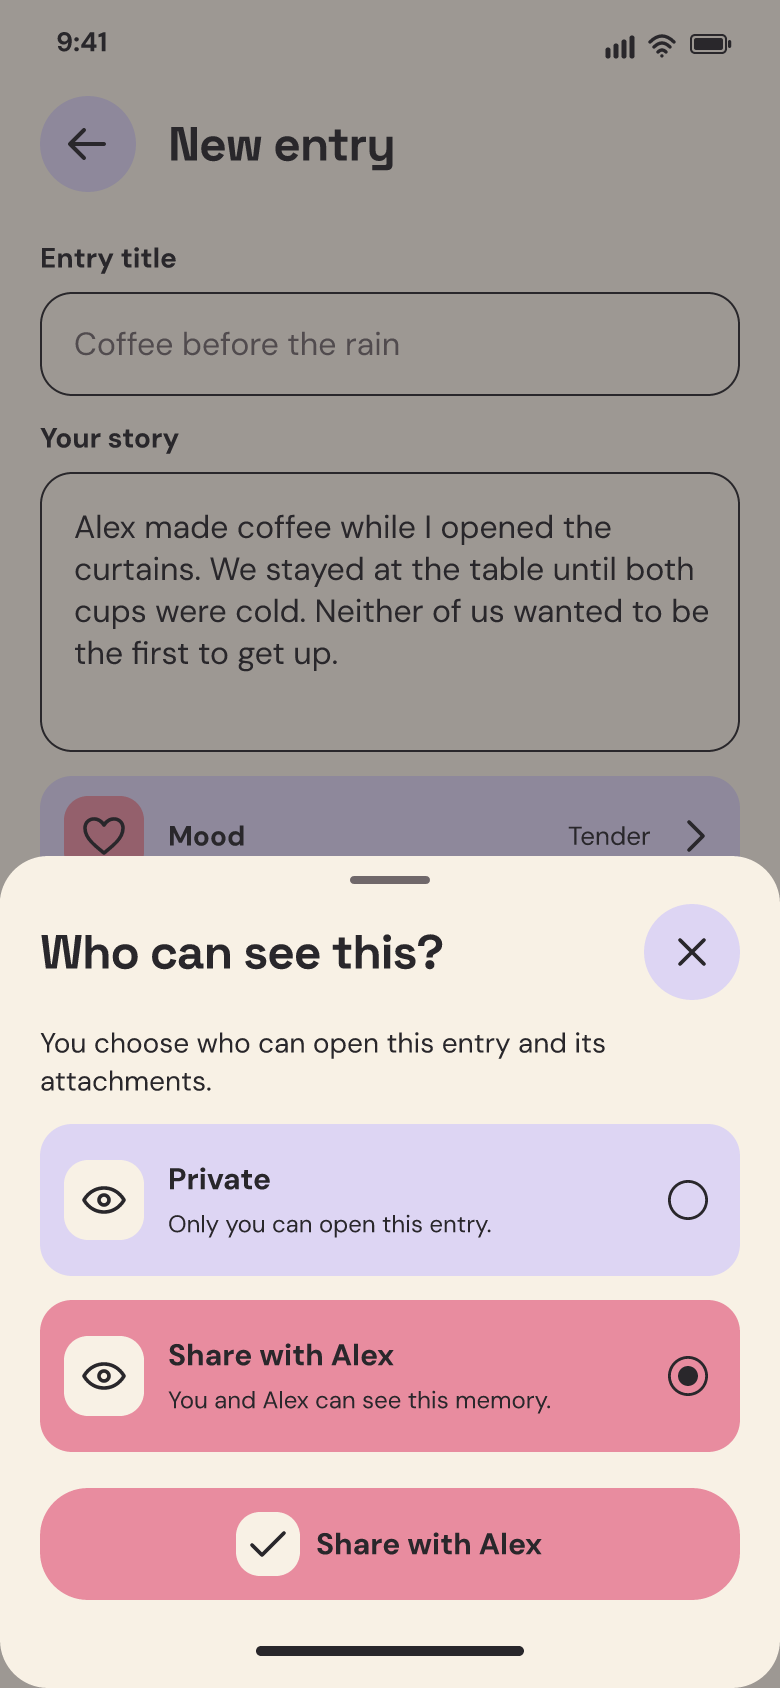 9:41
New entry
Entry title
Coffee before the rain
Your story
Alex made coffee while I opened the
curtains. We stayed at the table until both
cups were cold. Neither of us wanted to be
the first to get up.
Mood
Tender
Who can see this?
You choose who can open this entry and its
attachments.
Private
Only you can open this entry.
Share with Alex
You and Alex can see this memory.
Share with Alex